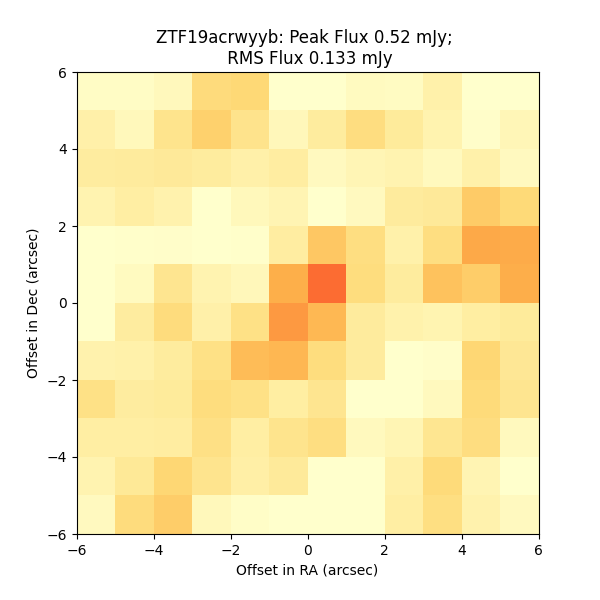 ZTF19acrwyyb: Peak Flux 0.52 mJy;
RMS Flux 0.133 mJy
6
4
2
0
−2
−4
−6
Offset in Dec (arcsec)
−6 −4 −2 0 2 4 6
Offset in RA (arcsec)